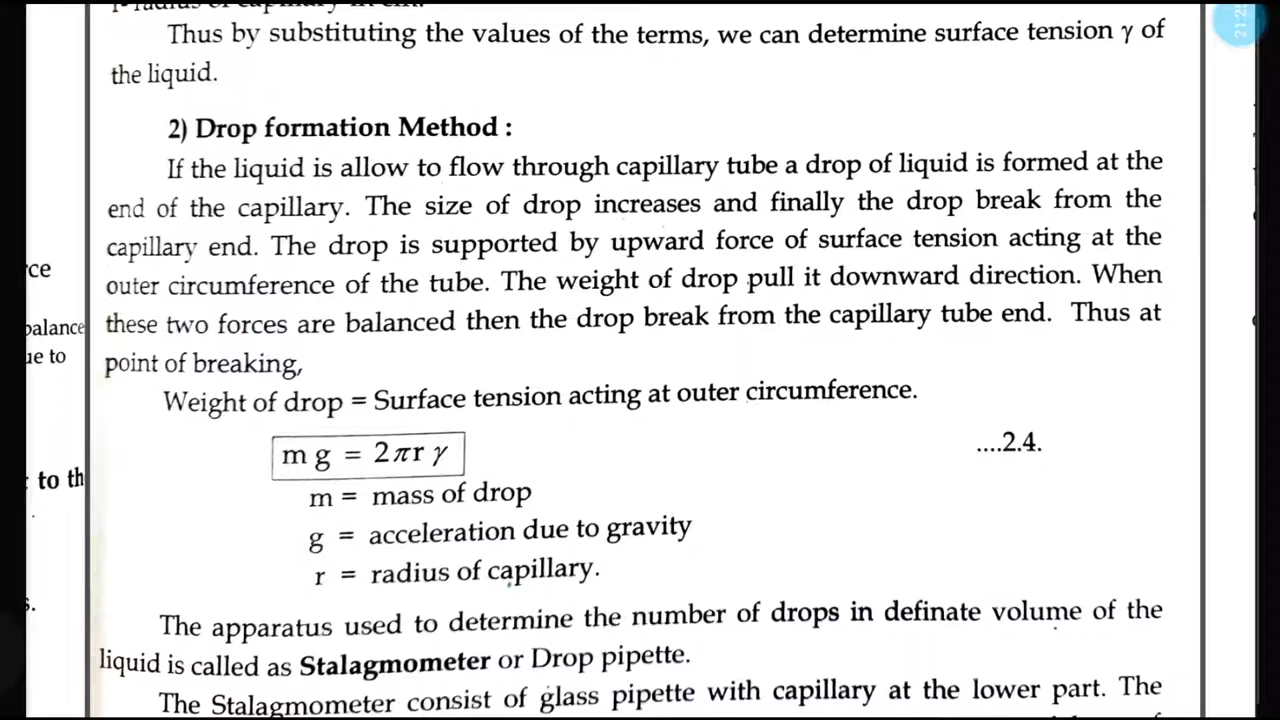 Thus by substituting the values of the terms, we can determine surface tension γ of
the liquid.
2) Drop formation Method :
If the liquid is allow to flow through capillary tube a drop of liquid is formed at the
end of the capillary. The size of drop increases and finally the drop break from the
capillary end. The drop is supported by upward force of surface tension acting at the
outer circumference of the tube. The weight of drop pull it downward direction. When
these two forces are balanced then the drop break from the capillary tube end. Thus at
point of breaking,
Weight of drop = Surface tension acting at outer circumference.
m g = 2πr γ ....2.4.
m = mass of drop
g = acceleration due to gravity
r = radius of capillary.
The apparatus used to determine the number of drops in definate volume of the
liquid is called as Stalagmometer or Drop pipette.
The Stalagmometer consist of glass pipette with capillary at the lower part. The
balance
to
to th